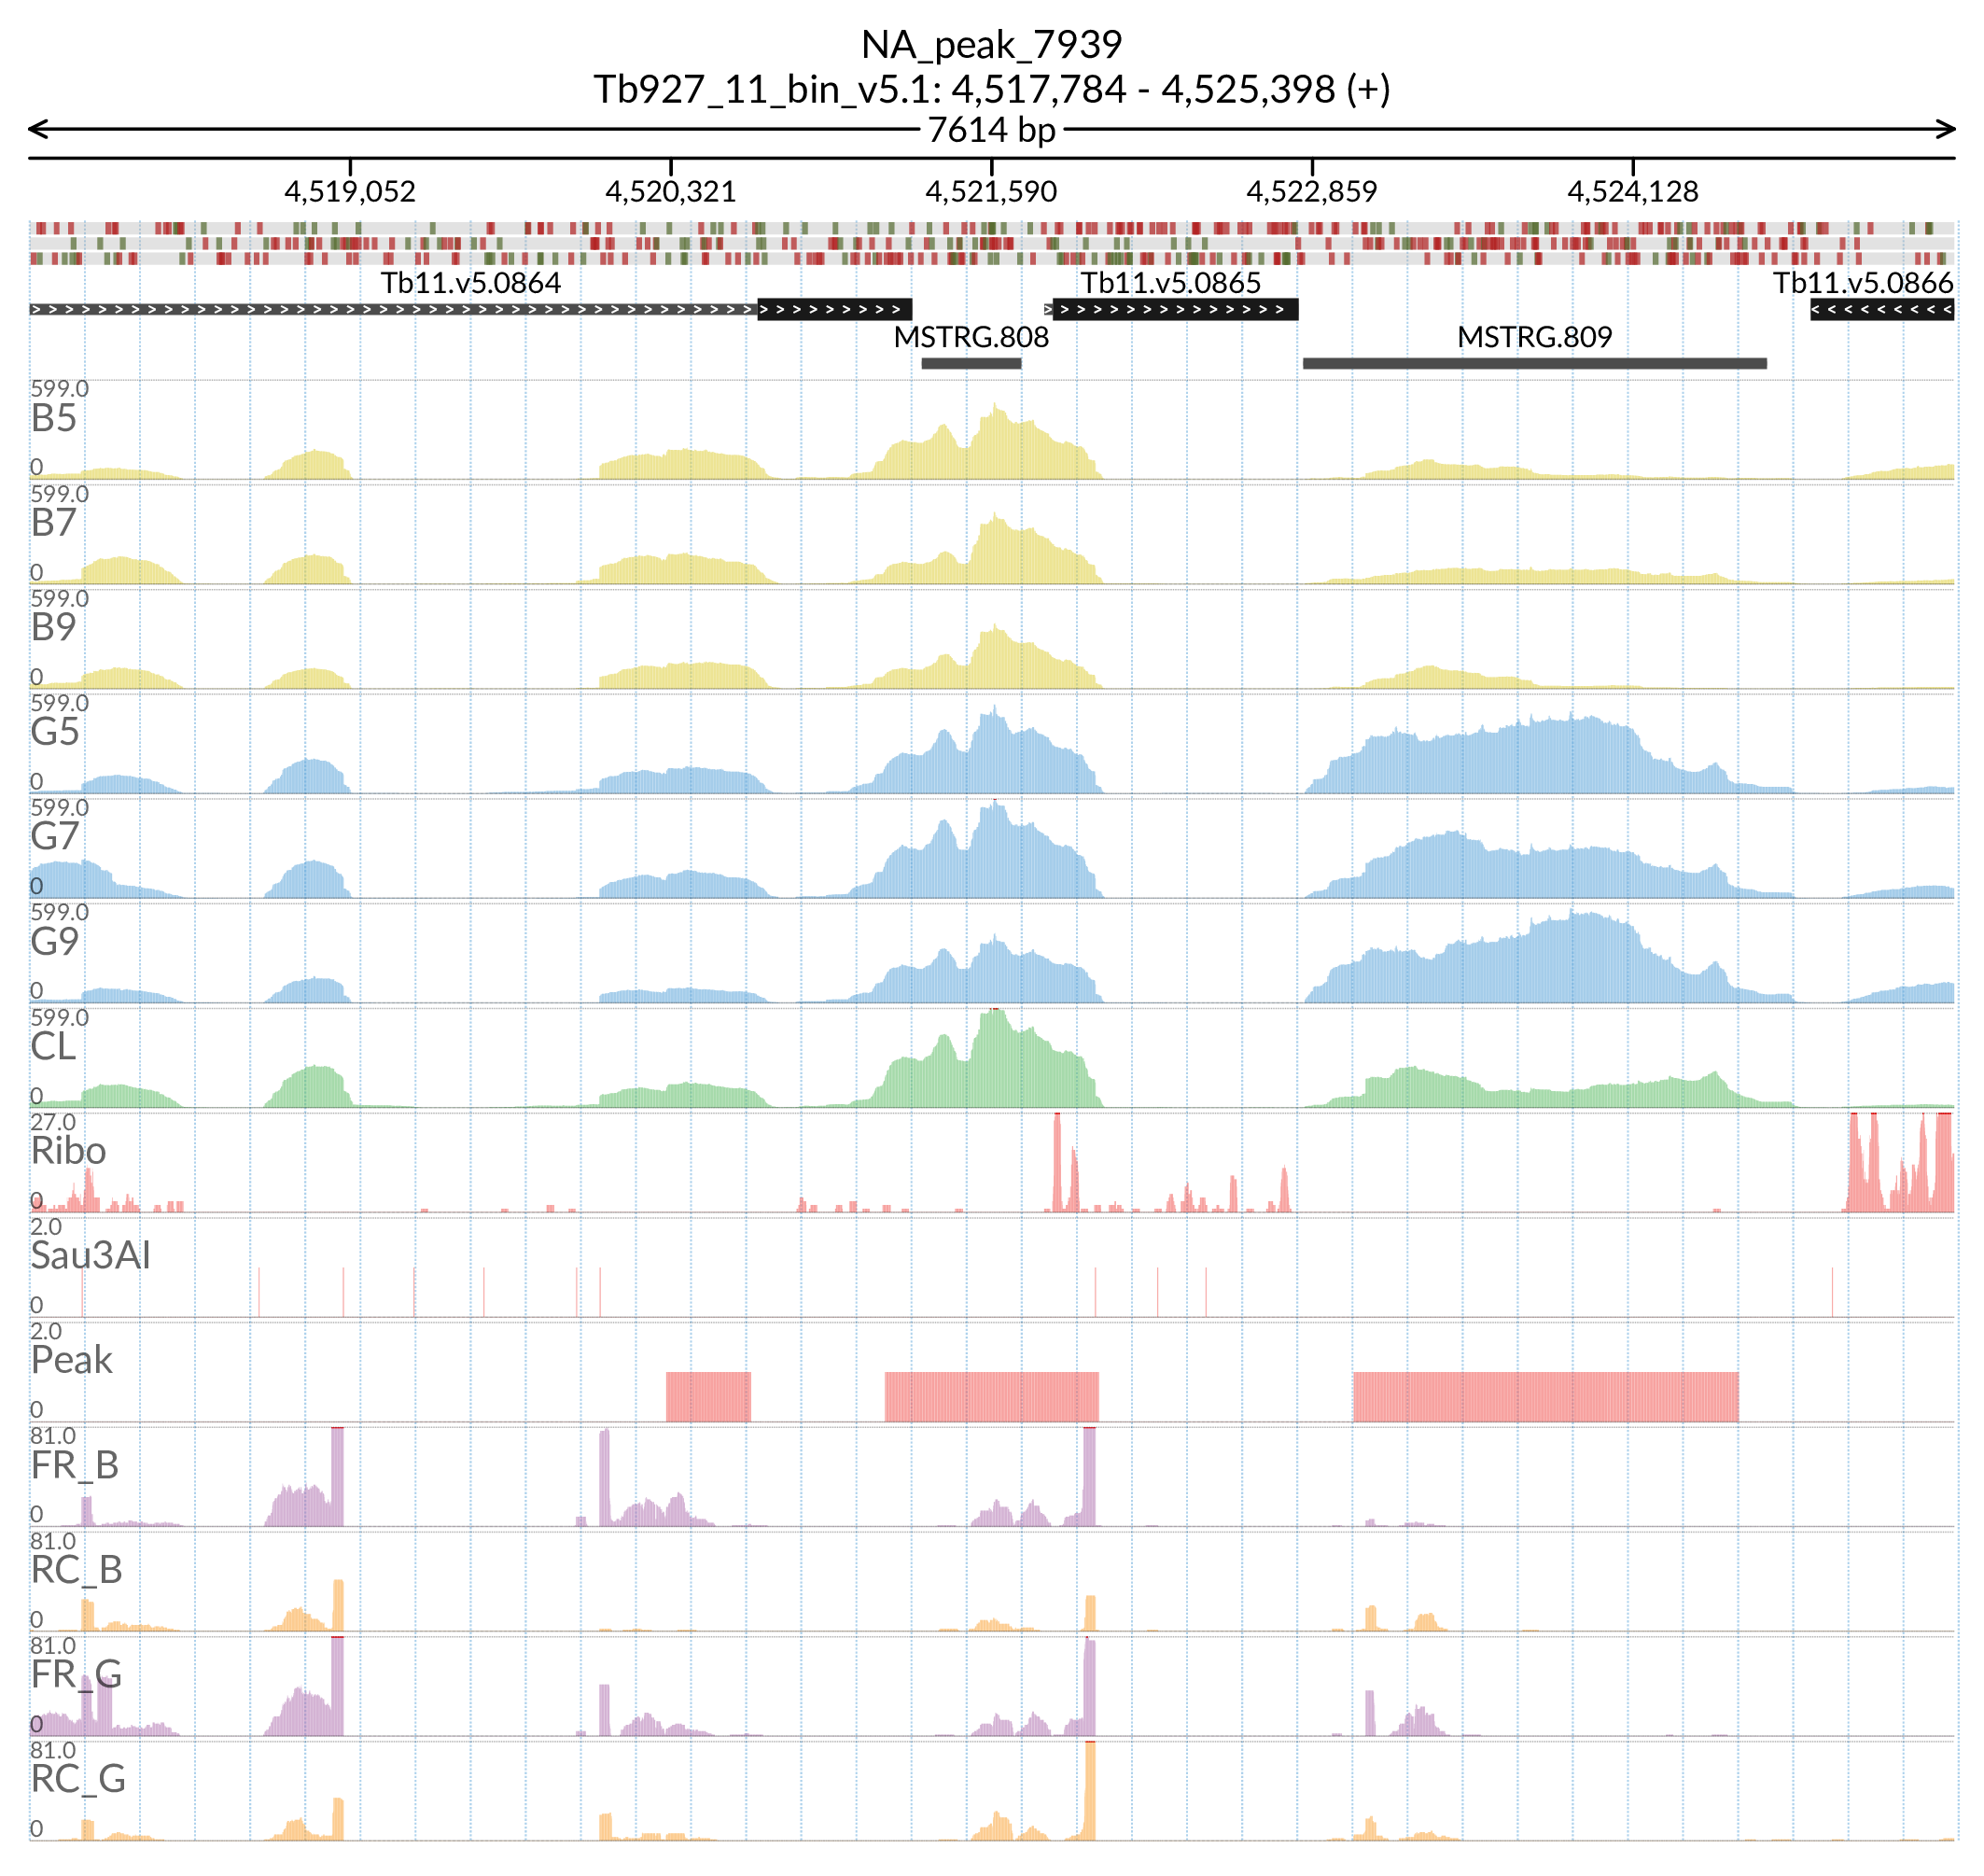 NA_peak_7939
Tb927_11_bin_v5.1: 4,517,784 - 4,525,398 (+)
7614 bp
4,519,052 4,520,321 4,521,590 4,522,859 4,524,128
Tb11.v5.0864 Tb11.v5.0865 Tb11.v5.0866
MSTRG.808 MSTRG.809
599.0
B5
0
599.0
B7
0
599.0
B9
0
599.0
G5
0
599.0
G7
0
599.0
G9
0
599.0
CL
0
27.0
Ribo
0
2.0
Sau3AI
0
2.0
Peak
0
81.0
FR_B
0
81.0
RC_B
0
81.0
FR_G
0
81.0
RC_G
0